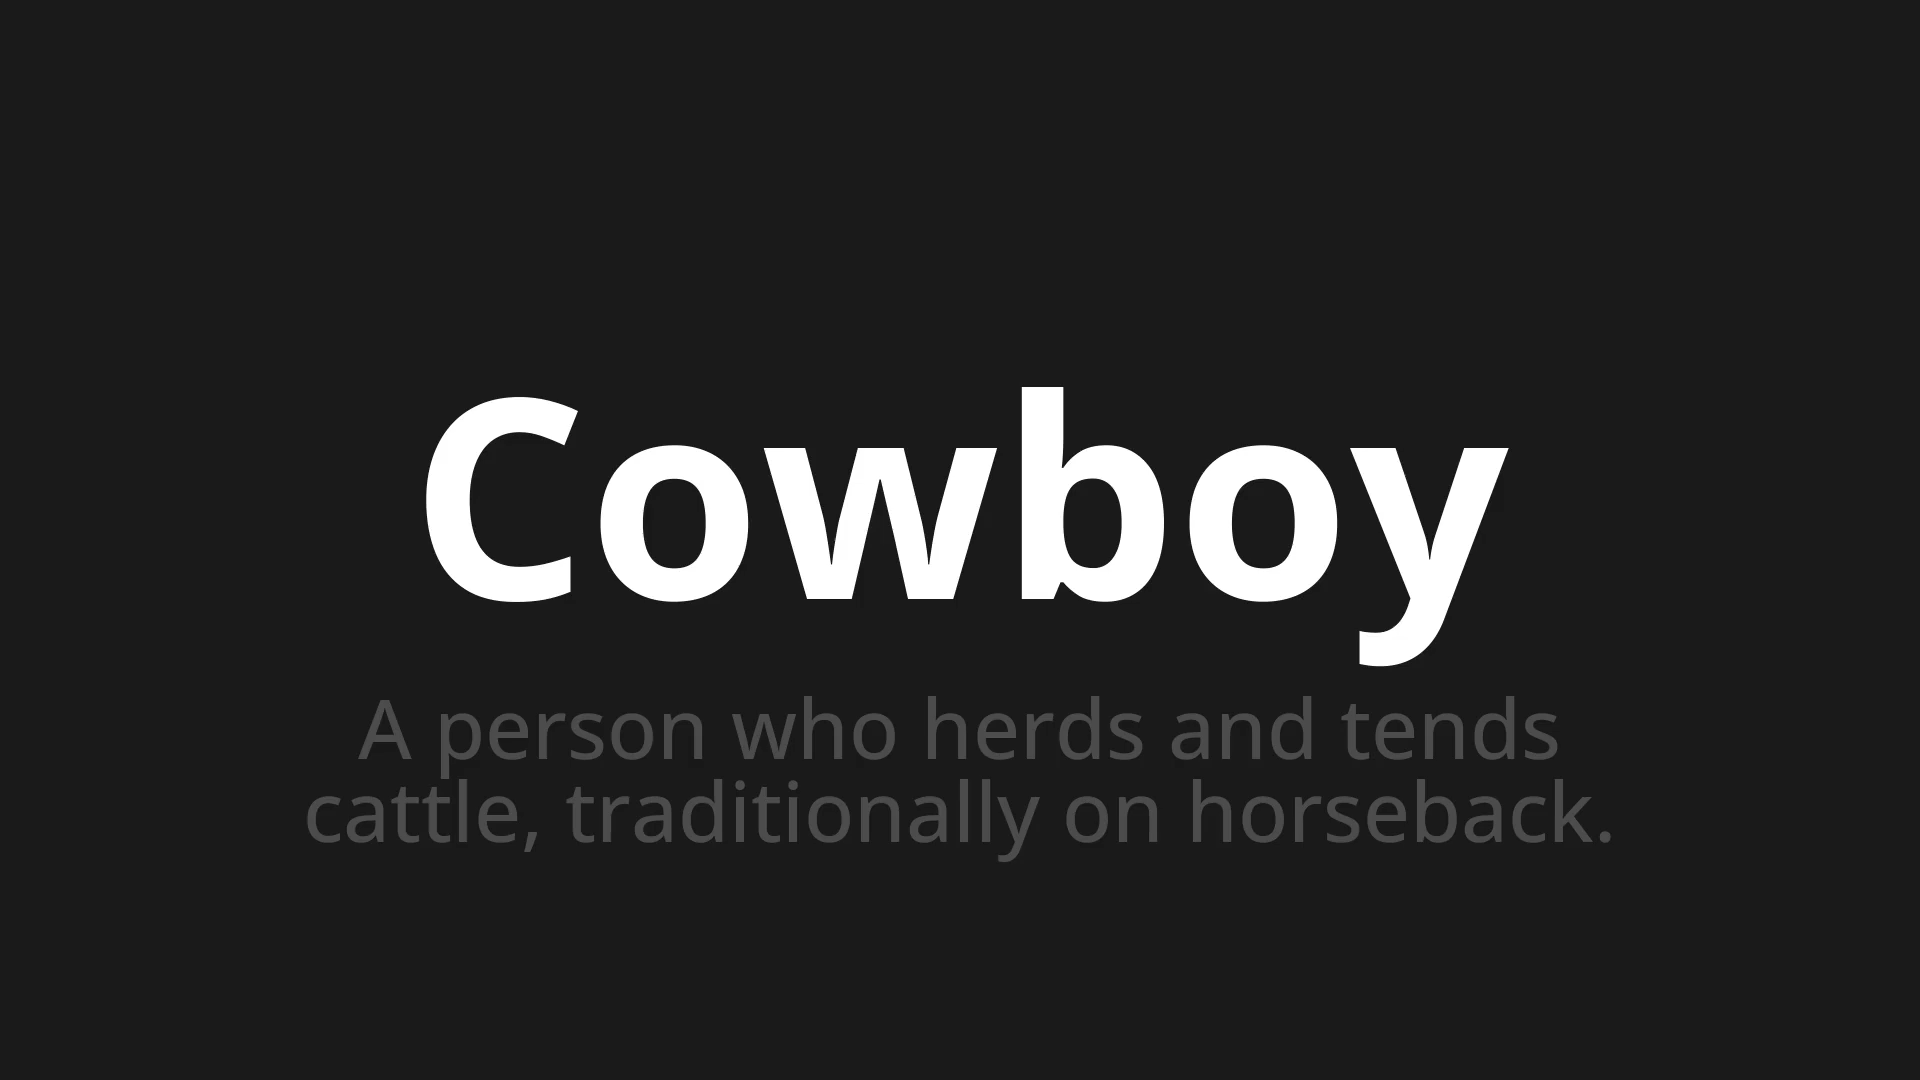 Cowboy
A person who herds and tends
cattle, traditionally on horseback.